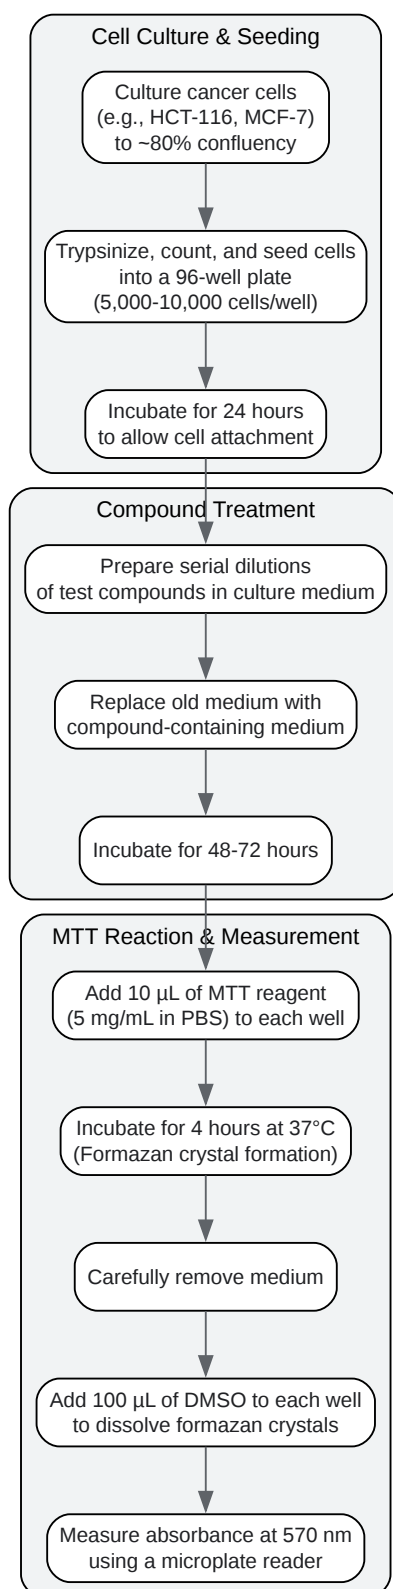 Cell Culture & Seeding
Culture cancer cells
(e.g., HCT-116, MCF-7)
to ~80% confluency
Trypsinize, count, and seed cells
into a 96-well plate
(5,000-10,000 cells/well)
Incubate for 24 hours
to allow cell attachment
Compound Treatment
Prepare serial dilutions
of test compounds in culture medium
Replace old medium with
compound-containing medium
Incubate for 48-72 hours
MTT Reaction & Measurement
Add 10 µL of MTT reagent
(5 mg/mL in PBS) to each well
Incubate for 4 hours at 37°C
(Formazan crystal formation)
Carefully remove medium
Add 100 µL of DMSO to each well
to dissolve formazan crystals
Measure absorbance at 570 nm
using a microplate reader